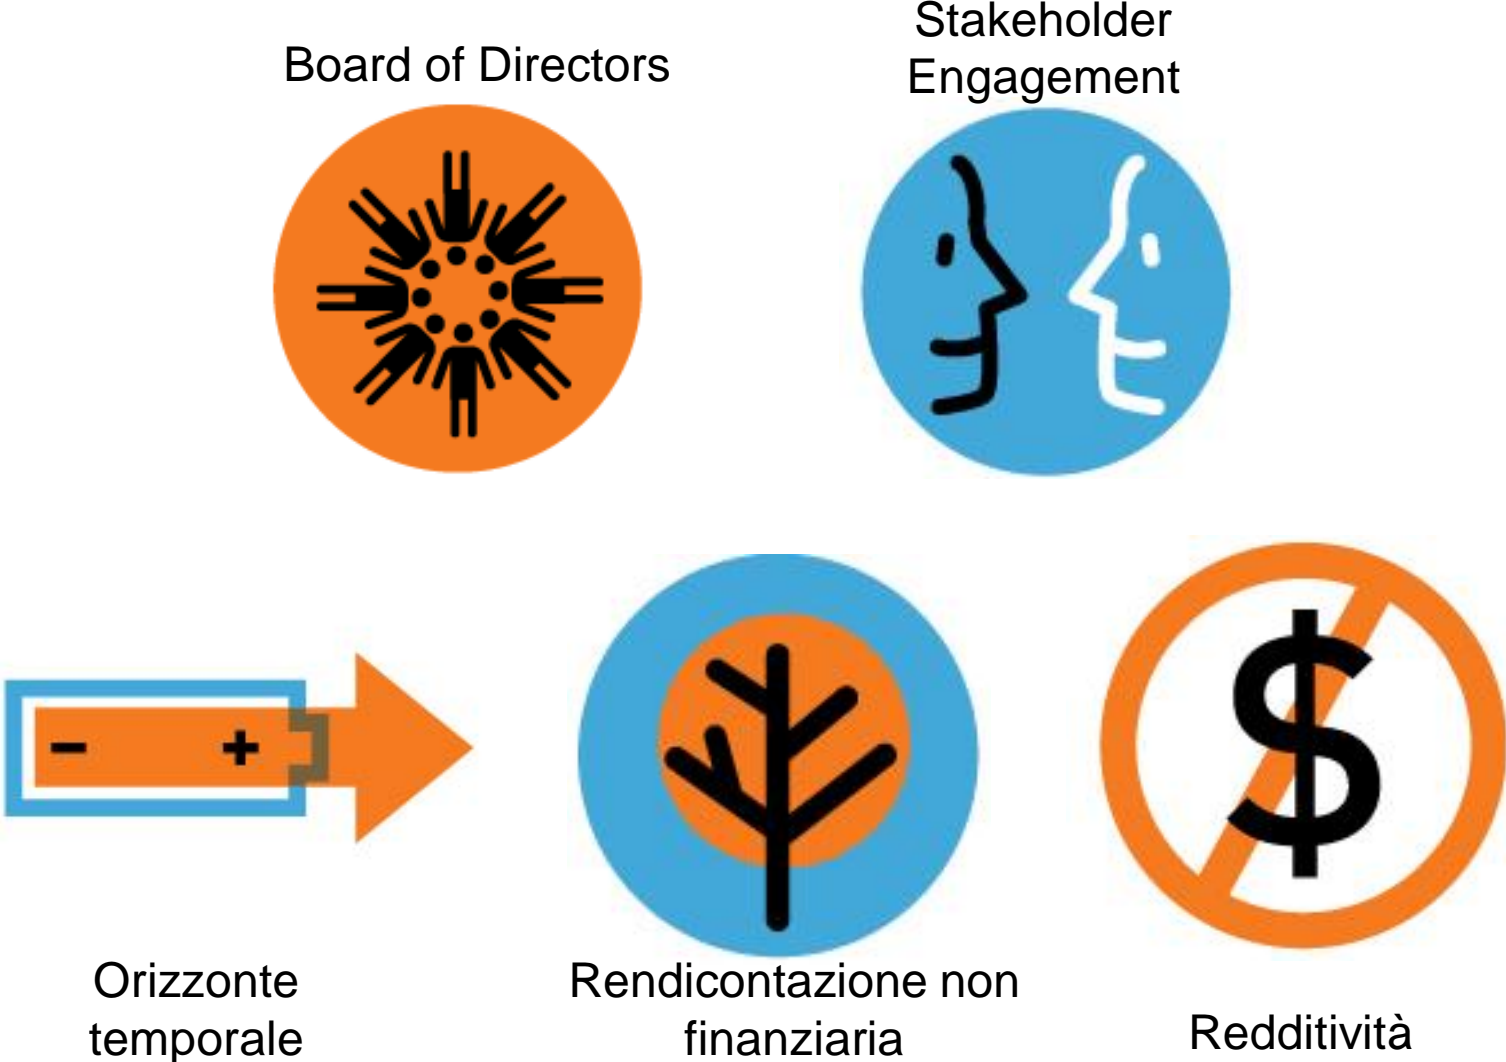 Board of Directors
Stakeholder
Engagement
- +
$
Orizzonte
temporale
Rendicontazione non
finanziaria
Redditività